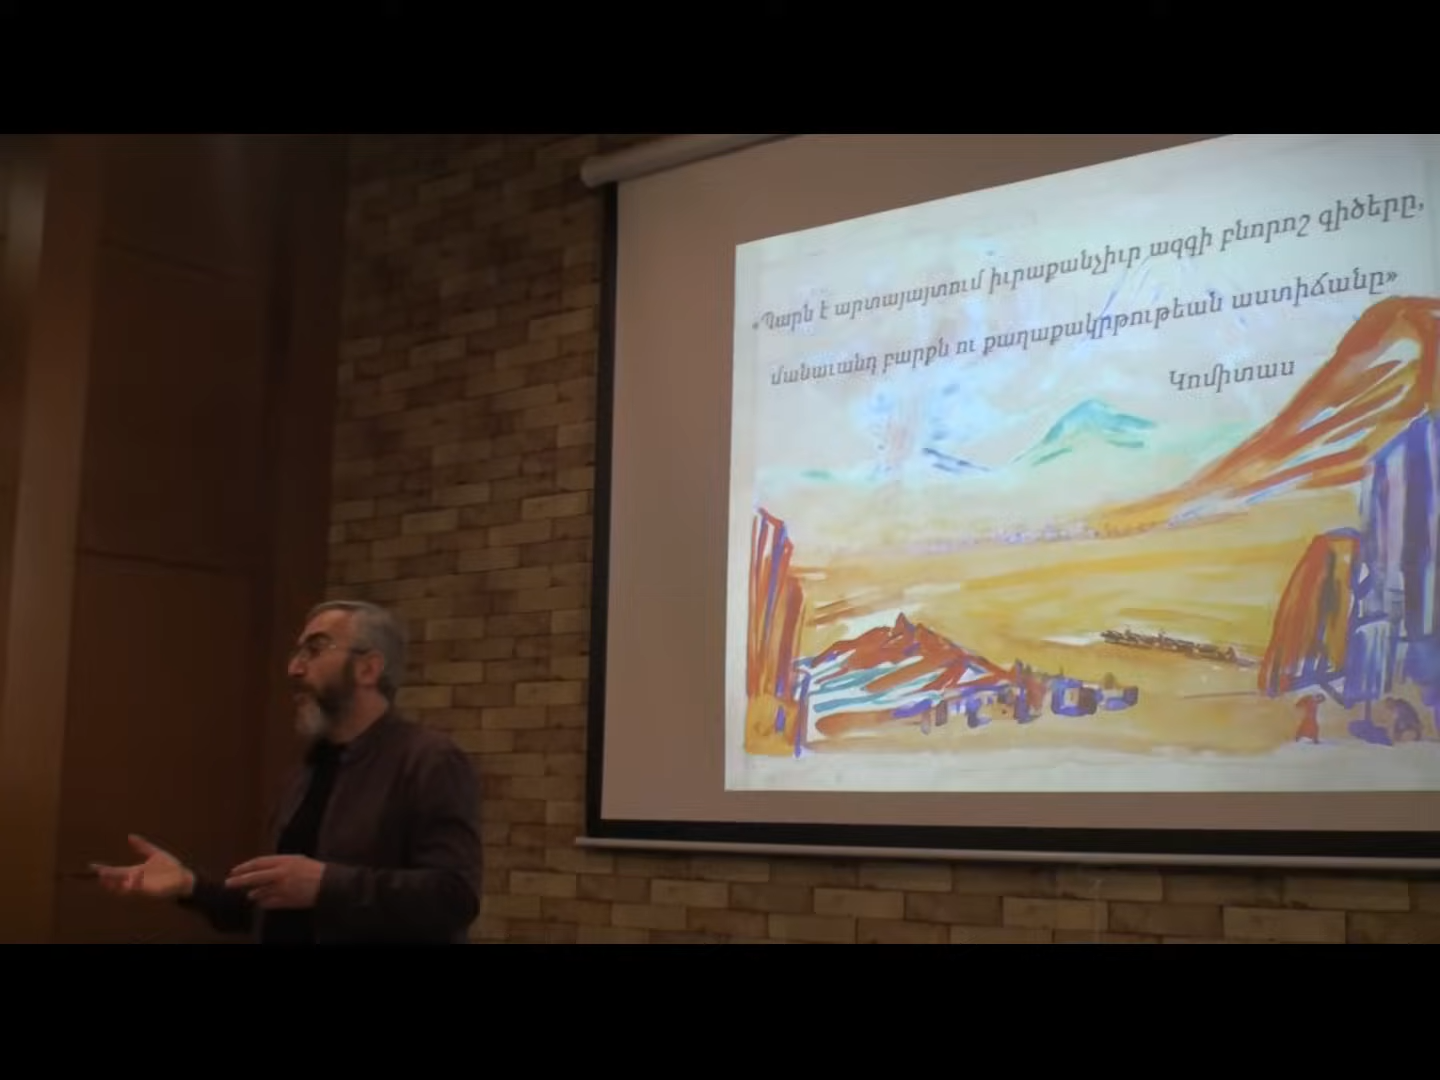 «Պարն է արտայայտում իւրաքանչիւր ազգի բնորոշ գիծերը,
մանաւանդ բարքն ու քաղաքակրթութեան աստիճանը»
Կոմիտաս